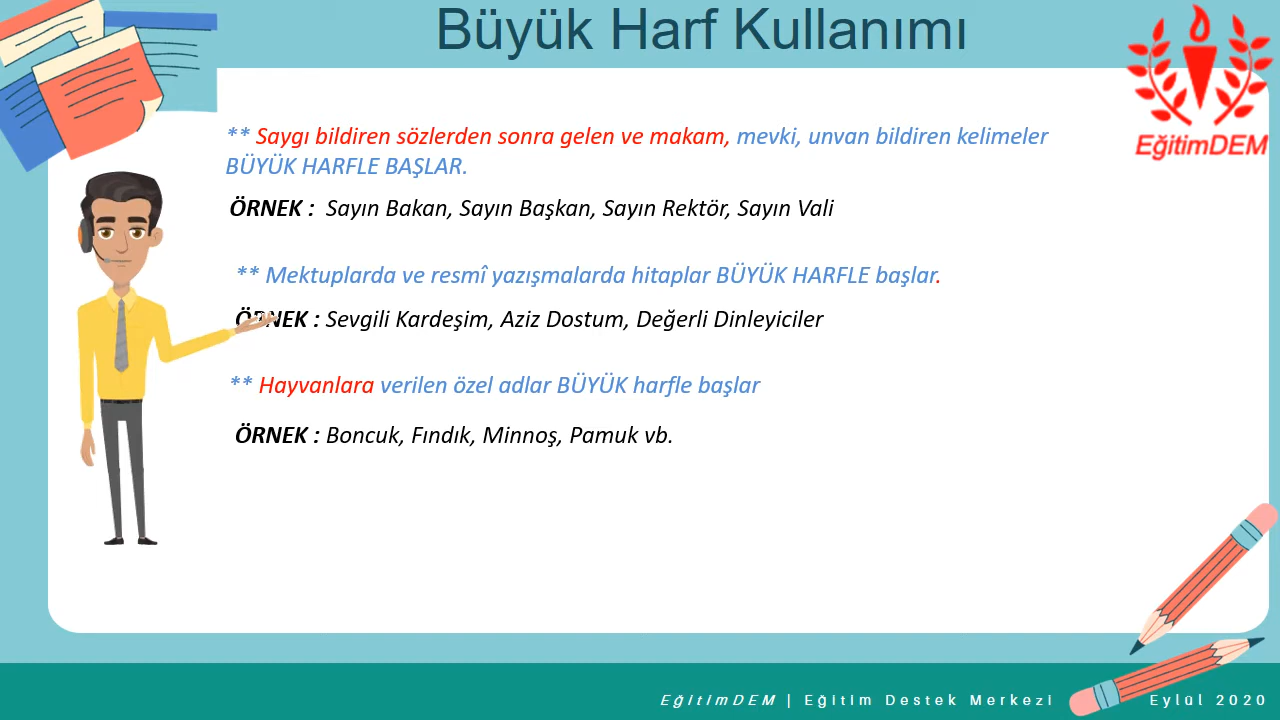 Büyük Harf Kullanımı
EğitimDEM
** Saygı bildiren sözlerden sonra gelen ve makam, mevki, unvan bildiren kelimeler
BÜYÜK HARFLE BAŞLAR.
ÖRNEK : Sayın Bakan, Sayın Başkan, Sayın Rektör, Sayın Vali
** Mektuplarda ve resmî yazışmalarda hitaplar BÜYÜK HARFLE başlar.
ÖRNEK : Sevgili Kardeşim, Aziz Dostum, Değerli Dinleyiciler
** Hayvanlara verilen özel adlar BÜYÜK harfle başlar
ÖRNEK : Boncuk, Fındık, Minnoş, Pamuk vb.
EğitimDEM | Eğitim Destek Merkezi Eylül 2020